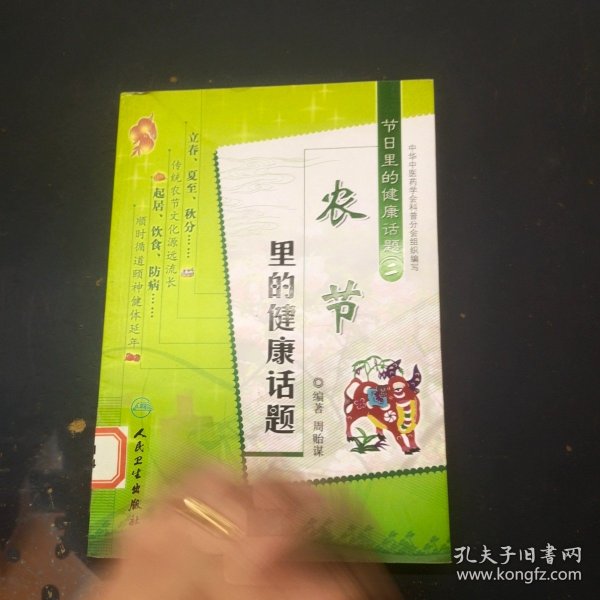 中华中医药学会科普分会组织编写
节日里的健康话题(二)
农节
里的健康话题
◎编著 周贻谋
立春、夏至、秋分……
传统农节文化源远流长
起居、饮食、防病……
顺时循道颐神健体延年
人民卫生出版社
孔夫子旧书网
www.kongfz.com